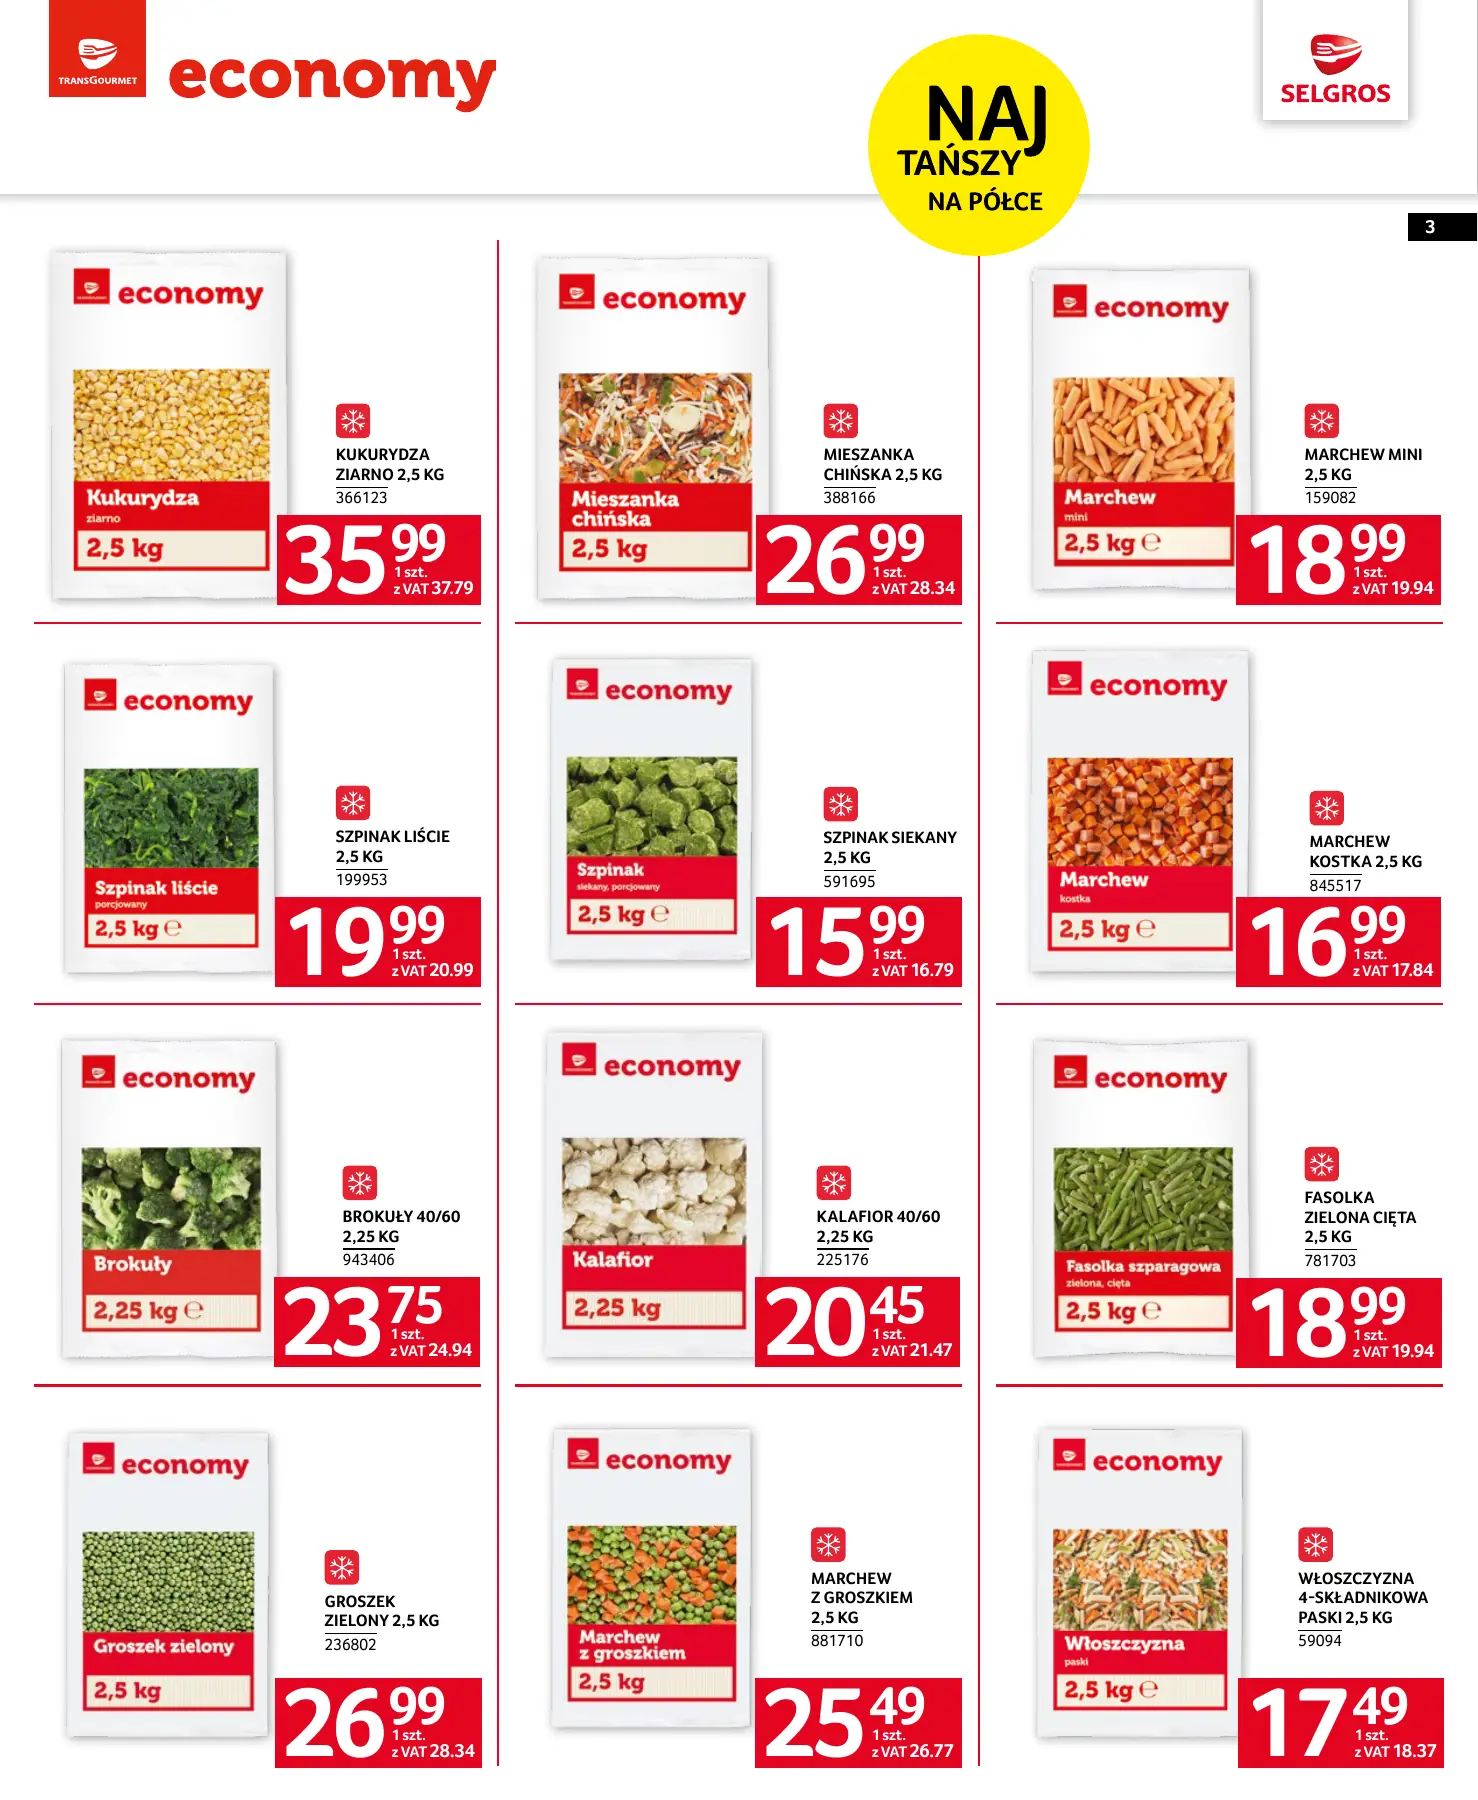 TRANSGOURMET
economy
NAJ
TAŃSZY
NA PÓŁCE
SELGROS
3
economy
Kukurydza
ziarno
2,5 kg
KUKURYDZA
ZIARNO 2,5 KG
366123
35 99
1 szt.
z VAT 37.79
economy
Mieszanka
chińska
2,5 kg
MIESZANKA
CHIŃSKA 2,5 KG
388166
26 99
1 szt.
z VAT 28.34
economy
Marchew
mini
2,5 kg ℮
MARCHEW MINI
2,5 KG
159082
18 99
1 szt.
z VAT 19.94
economy
Szpinak liście
porcjowany
2,5 kg ℮
SZPINAK LIŚCIE
2,5 KG
199953
19 99
1 szt.
z VAT 20.99
economy
Szpinak
siekany, porcjowany
2,5 kg ℮
SZPINAK SIEKANY
2,5 KG
591695
15 99
1 szt.
z VAT 16.79
economy
Marchew
kostka
2,5 kg ℮
MARCHEW
KOSTKA 2,5 KG
845517
16 99
1 szt.
z VAT 17.84
economy
Brokuły
2,25 kg ℮
BROKUŁY 40/60
2,25 KG
943406
23 75
1 szt.
z VAT 24.94
economy
Kalafior
2,25 kg
KALAFIOR 40/60
2,25 KG
225176
20 45
1 szt.
z VAT 21.47
economy
Fasolka szparagowa
zielona, cięta
2,5 kg ℮
FASOLKA
ZIELONA CIĘTA
2,5 KG
781703
18 99
1 szt.
z VAT 19.94
economy
Groszek zielony
2,5 kg
GROSZEK
ZIELONY 2,5 KG
236802
26 99
1 szt.
z VAT 28.34
economy
Marchew
z groszkiem
2,5 kg
MARCHEW
Z GROSZKIEM
2,5 KG
881710
25 49
1 szt.
z VAT 26.77
economy
Włoszczyzna
paski
2,5 kg ℮
WŁOSZCZYZNA
4-SKŁADNIKOWA
PASKI 2,5 KG
59094
17 49
1 szt.
z VAT 18.37